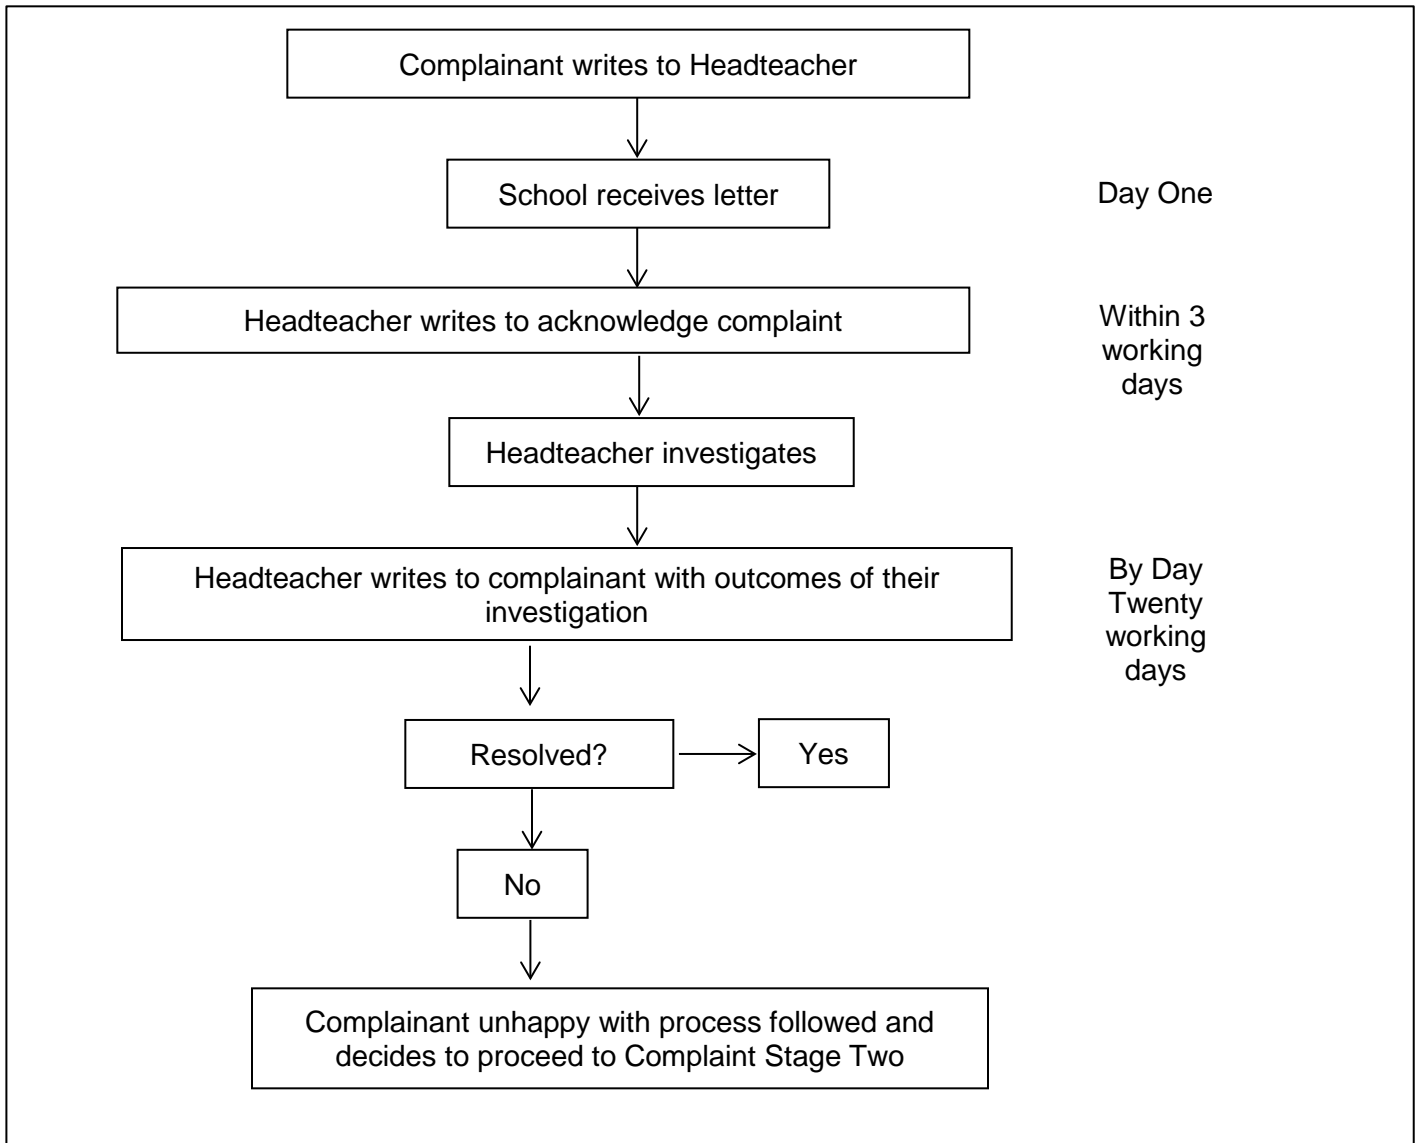 Complainant writes to Headteacher
School receives letter
Day One
Headteacher writes to acknowledge complaint
Within 3
working
days
Headteacher investigates
Headteacher writes to complainant with outcomes of their
investigation
By Day
Twenty
working
days
Resolved?
Yes
No
Complainant unhappy with process followed and
decides to proceed to Complaint Stage Two